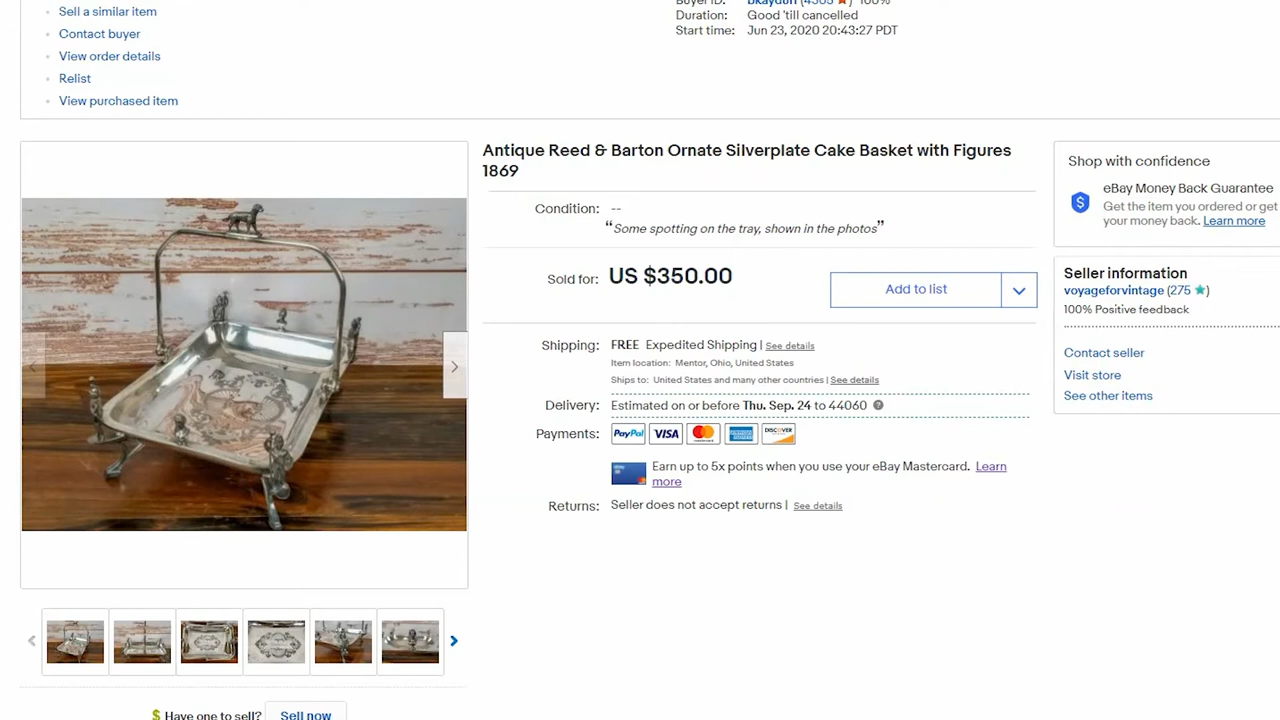 Sell a similar item
Contact buyer
View order details
Relist
View purchased item
Duration: Good 'till cancelled
Start time: Jun 23, 2020 20:43:27 PDT
Antique Reed & Barton Ornate Silverplate Cake Basket with Figures
1869
Condition: --
“Some spotting on the tray, shown in the photos”
Sold for: US $350.00
Add to list
Shipping: FREE Expedited Shipping | See details
Item location: Mentor, Ohio, United States
Ships to: United States and many other countries | See details
Delivery: Estimated on or before Thu. Sep. 24 to 44060
Payments: PayPal VISA MasterCard AMERICAN EXPRESS DISCOVER
Earn up to 5x points when you use your eBay Mastercard. Learn
more
Returns: Seller does not accept returns | See details
Shop with confidence
eBay Money Back Guarantee
Get the item you ordered or get
your money back. Learn more
Seller information
voyageforvintage (275)
100% Positive feedback
Contact seller
Visit store
See other items
$ Have one to sell? Sell now